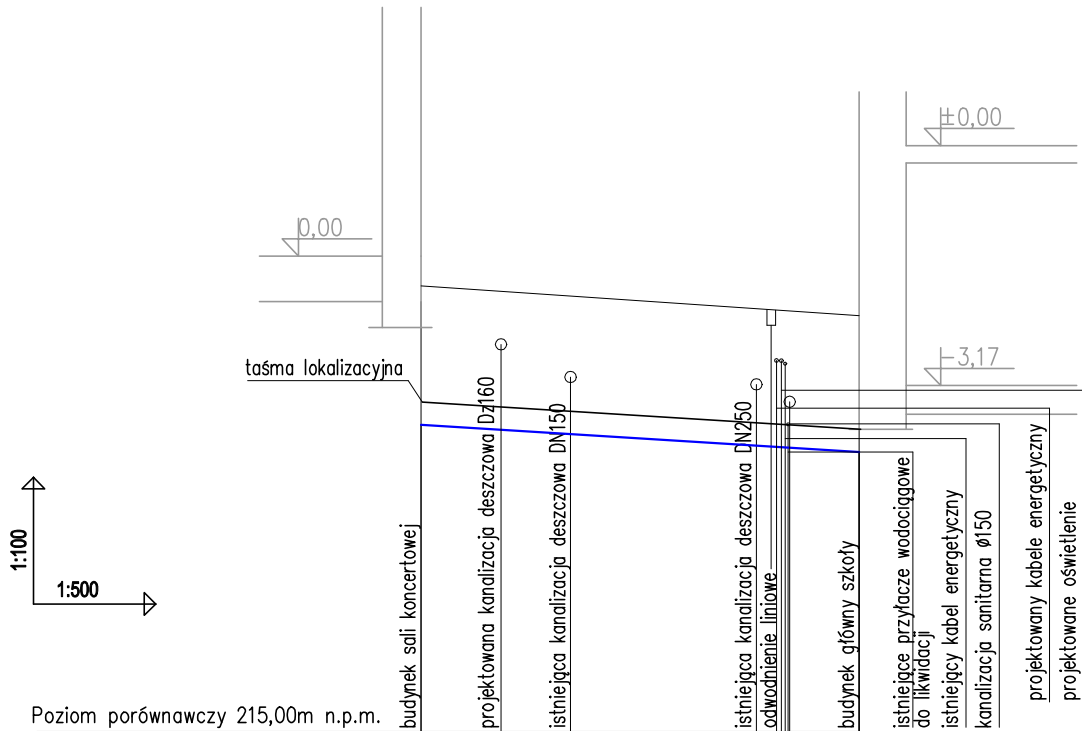 ±0,00
0,00
-3,17
taśma lokalizacyjna
1:100
1:500
Poziom porównawczy 215,00m n.p.m.
budynek sali koncertowej
projektowana kanalizacja deszczowa Dz160
istniejąca kanalizacja deszczowa DN150
istniejąca kanalizacja deszczowa DN250
odwodnienie liniowe
budynek główny szkoły
istniejące przyłacze wodociągowe
do likwidacji
istniejący kabel energetyczny
kanalizacja sanitarna ø150
projektowany kabele energetyczny
projektowane oświetlenie